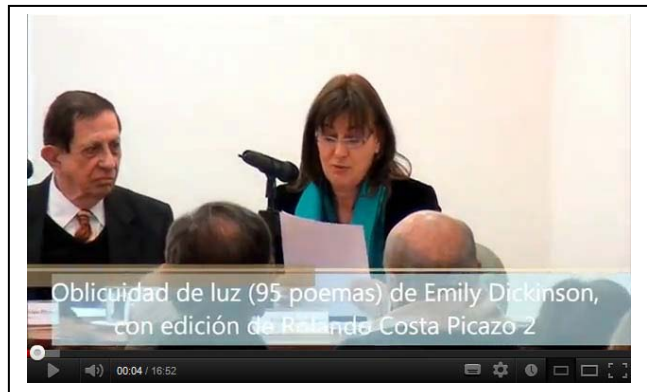 Oblicuidad de luz (95 poemas) de Emily Dickinson,
con edición de Rolando Costa Picazo 2
00:04 / 16:52